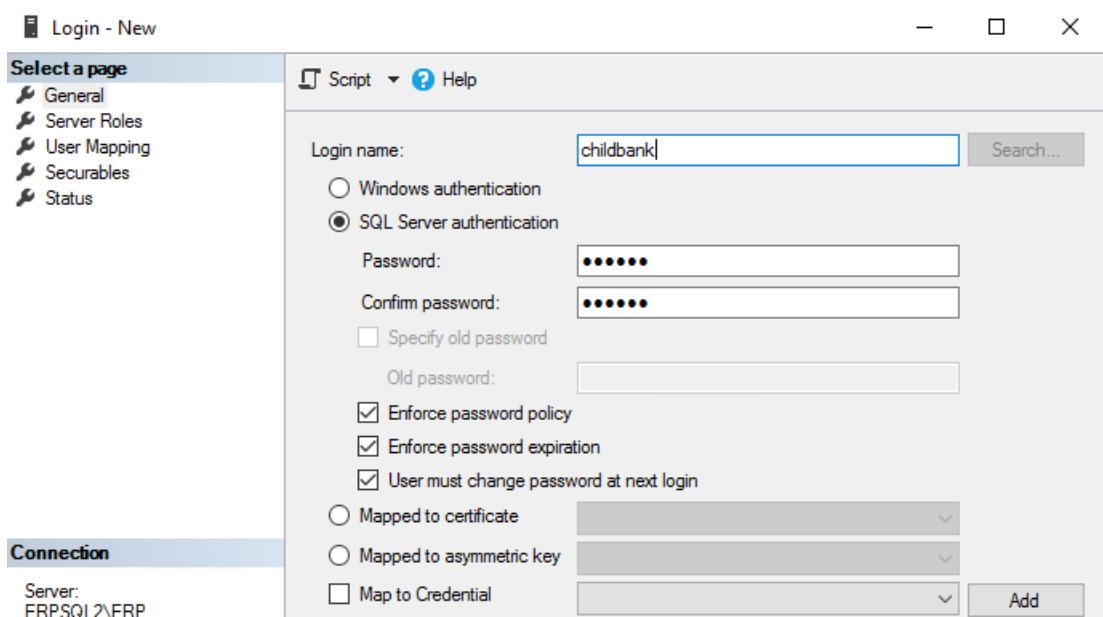 Login - New
Select a page
General
Server Roles
User Mapping
Securables
Status
Script
Help
Login name:
childbank
Search...
Windows authentication
SQL Server authentication
Password:
••••••
Confirm password:
••••••
Specify old password
Old password:
Enforce password policy
Enforce password expiration
User must change password at next login
Mapped to certificate
Mapped to asymmetric key
Map to Credential
Add
Connection
Server:
ERPSQL2\ERP